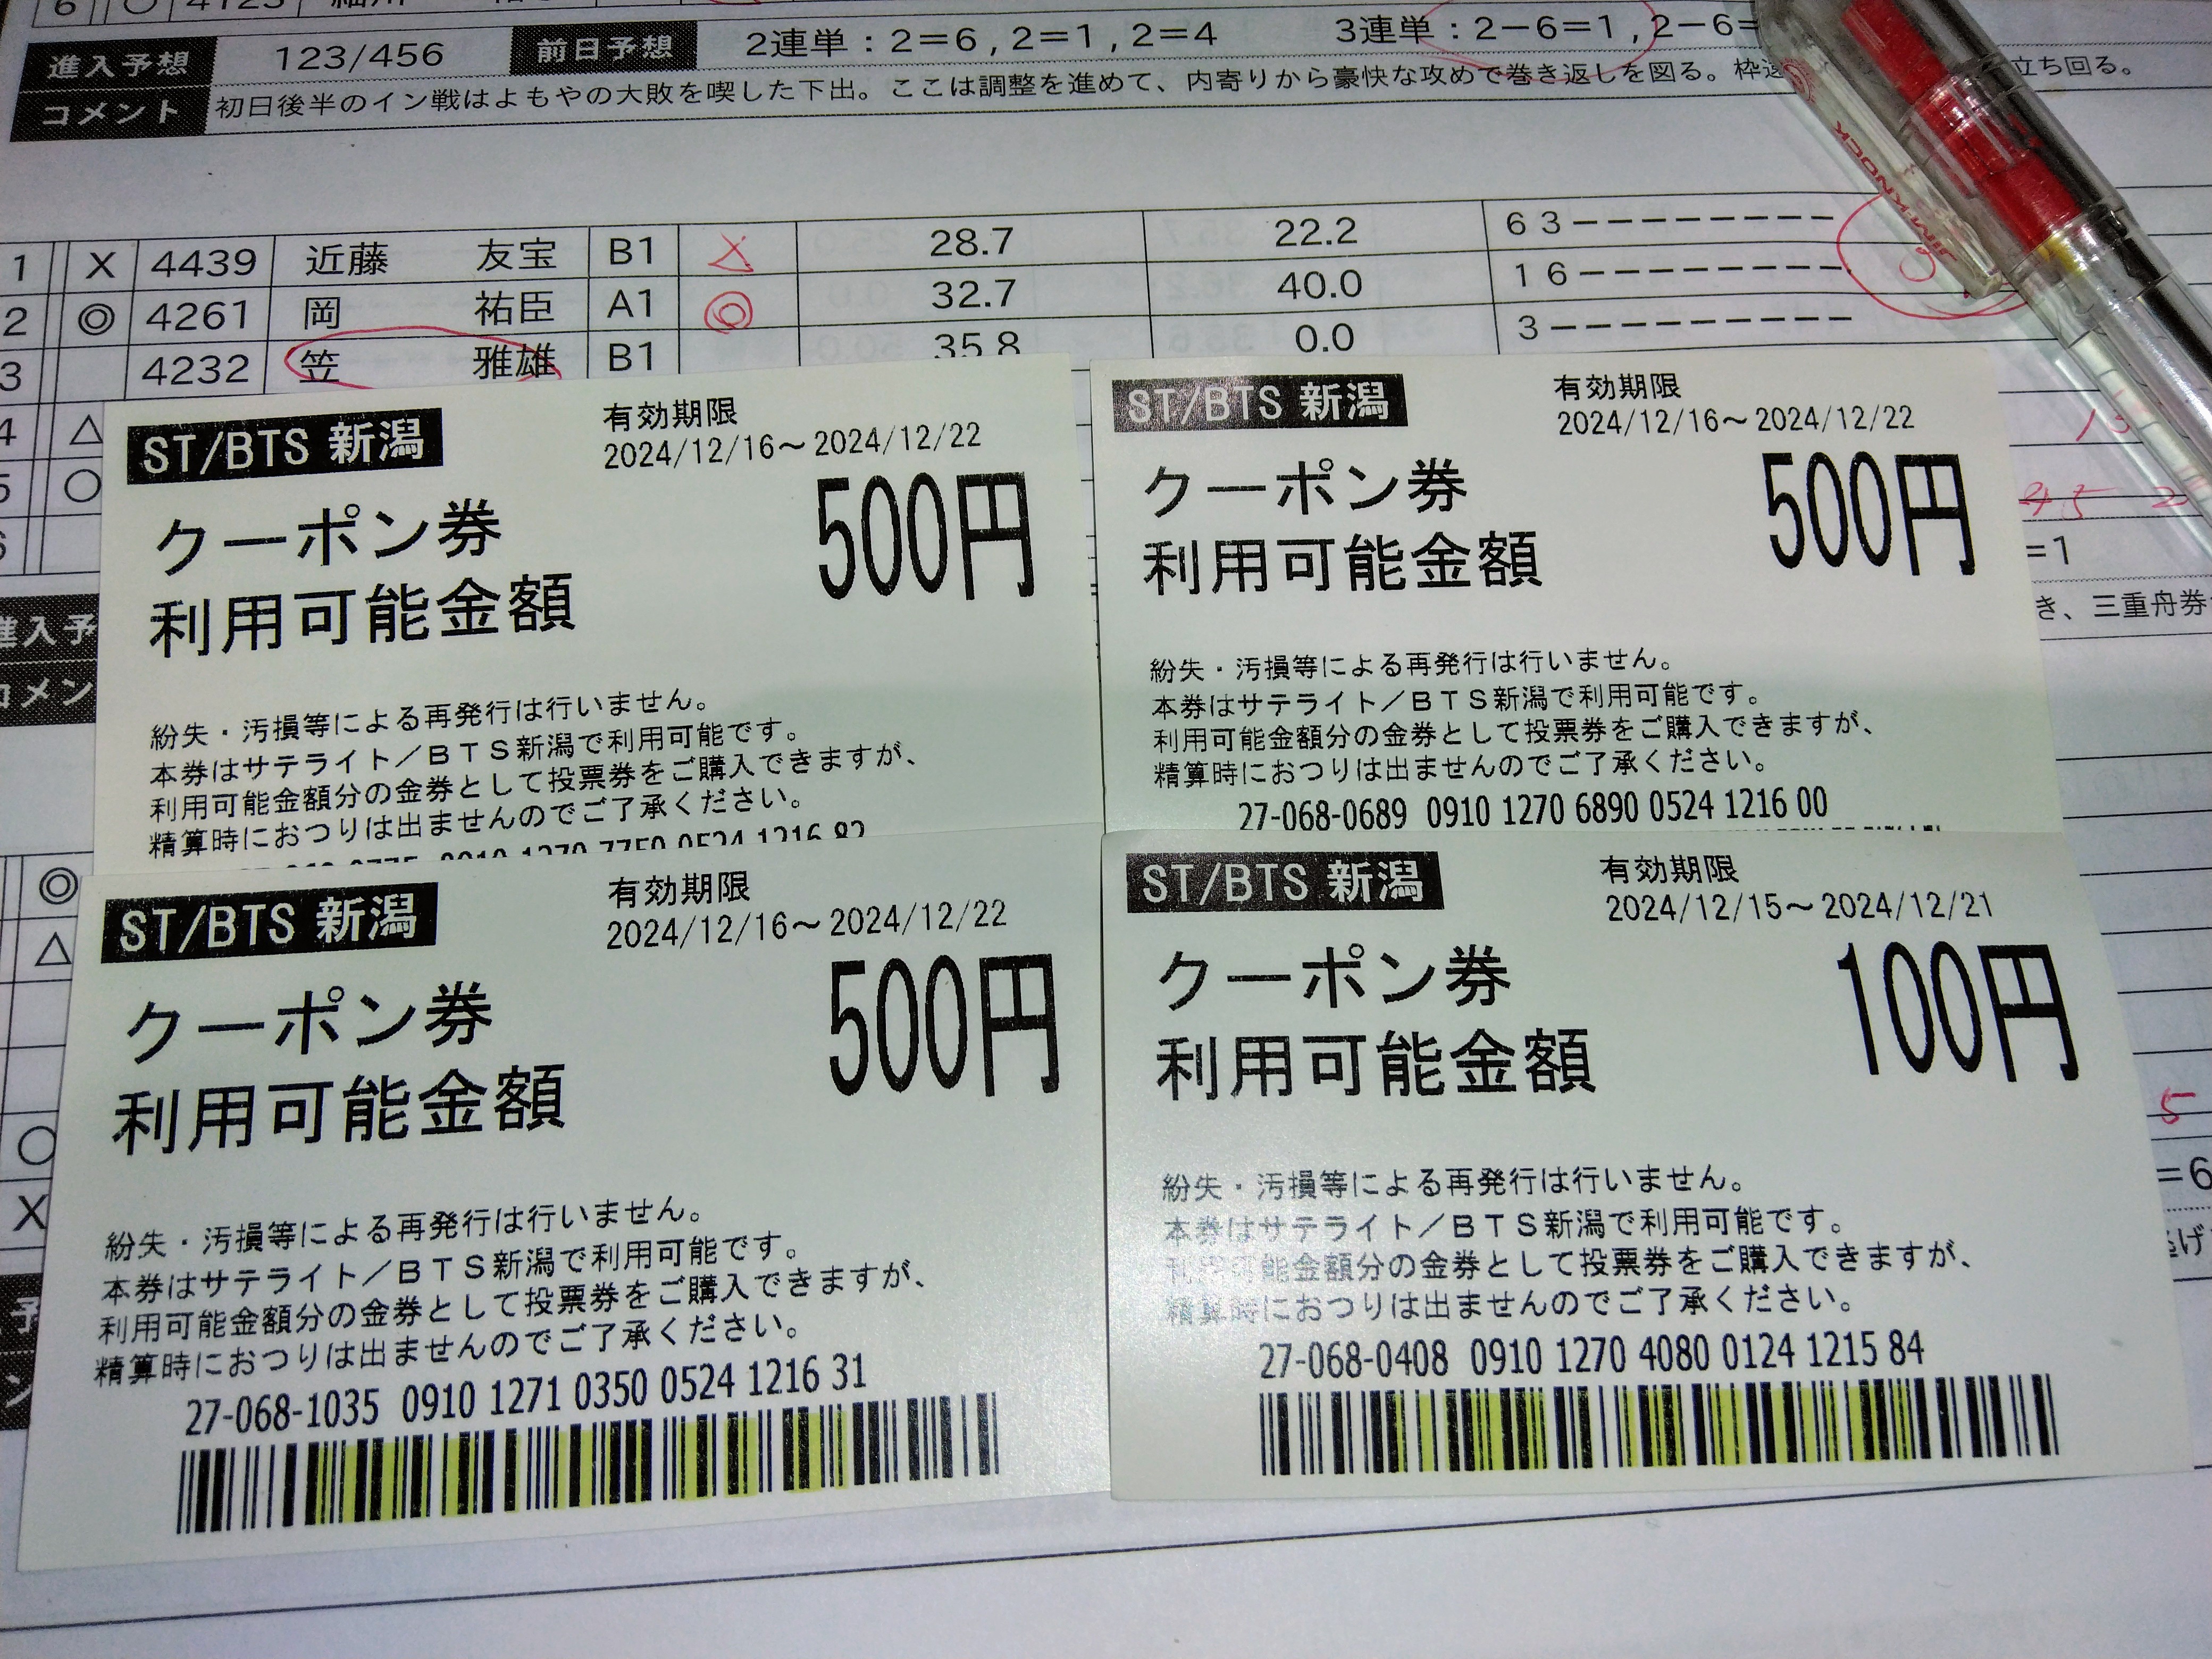 6 ○ 4123
進入予想 123/456 前日予想 2連単：2＝6 , 2＝1 , 2＝4 3連単：2－6＝1 , 2－6＝
コメント 初日後半のイン戦はよもやの大敗を喫した下出。ここは調整を進めて、内寄りから豪快な攻めで巻き返しを図る。枠 立ち回る。
1 X 4439 近藤 友宝 B1 X 28.7 22.2 6 3 －－－－－－－－－－
2 ◎ 4261 岡 祐臣 A1 ◎ 32.7 40.0 1 6 －－－－－－－－－－
3 4232 笠 雅雄 B1 35.8 0.0 3 －－－－－－－－－－－
4 △
5 ○ 45 2
6 =1
進入予 き、三重舟券
コメン
ST/BTS 新潟
有効期限
2024/12/16～2024/12/22
クーポン券 500円
利用可能金額
紛失・汚損等による再発行は行いません。
本券はサテライト／ＢＴＳ新潟で利用可能です。
利用可能金額分の金券として投票券をご購入できますが、
精算時におつりは出ませんのでご了承ください。
ST/BTS 新潟
有効期限
2024/12/16～2024/12/22
クーポン券 500円
利用可能金額
紛失・汚損等による再発行は行いません。
本券はサテライト／ＢＴＳ新潟で利用可能です。
利用可能金額分の金券として投票券をご購入できますが、
精算時におつりは出ませんのでご了承ください。
27-068-0689 0910 1270 6890 0524 1216 00
◎
△
○
X
5
=6
ST/BTS 新潟
有効期限
2024/12/16～2024/12/22
クーポン券 500円
利用可能金額
紛失・汚損等による再発行は行いません。
本券はサテライト／ＢＴＳ新潟で利用可能です。
利用可能金額分の金券として投票券をご購入できますが、
精算時におつりは出ませんのでご了承ください。
27-068-1035 0910 1271 0350 0524 1216 31
ST/BTS 新潟
有効期限
2024/12/15～2024/12/21
クーポン券 100円
利用可能金額
紛失・汚損等による再発行は行いません。
本券はサテライト／ＢＴＳ新潟で利用可能です。
利用可能金額分の金券として投票券をご購入できますが、
精算時におつりは出ませんのでご了承ください。
27-068-0408 0910 1270 4080 0124 1215 84